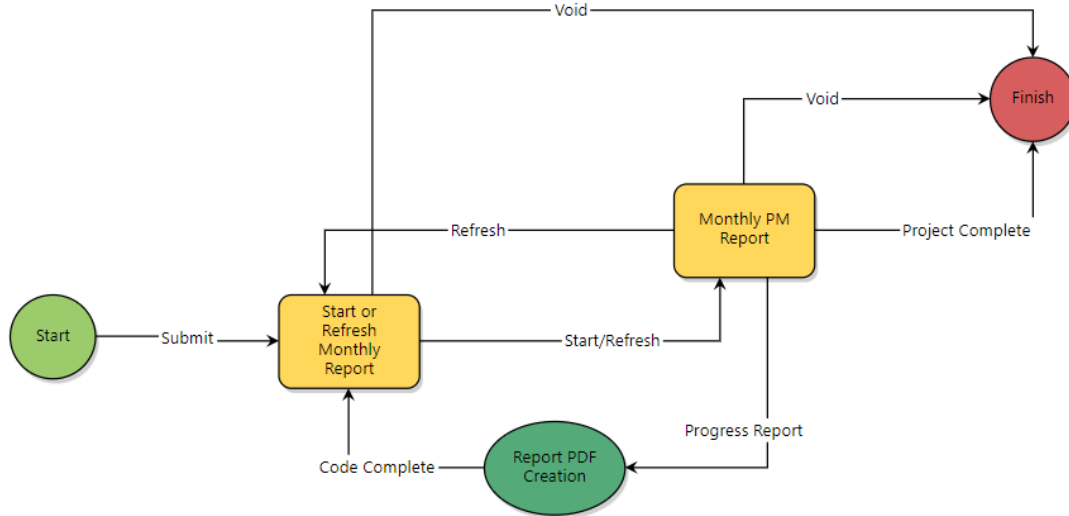 Void
Finish
Void
Monthly PM
Report
Refresh
Project Complete
Start or
Refresh
Monthly
Report
Start
Submit
Start/Refresh
Progress Report
Report PDF
Creation
Code Complete